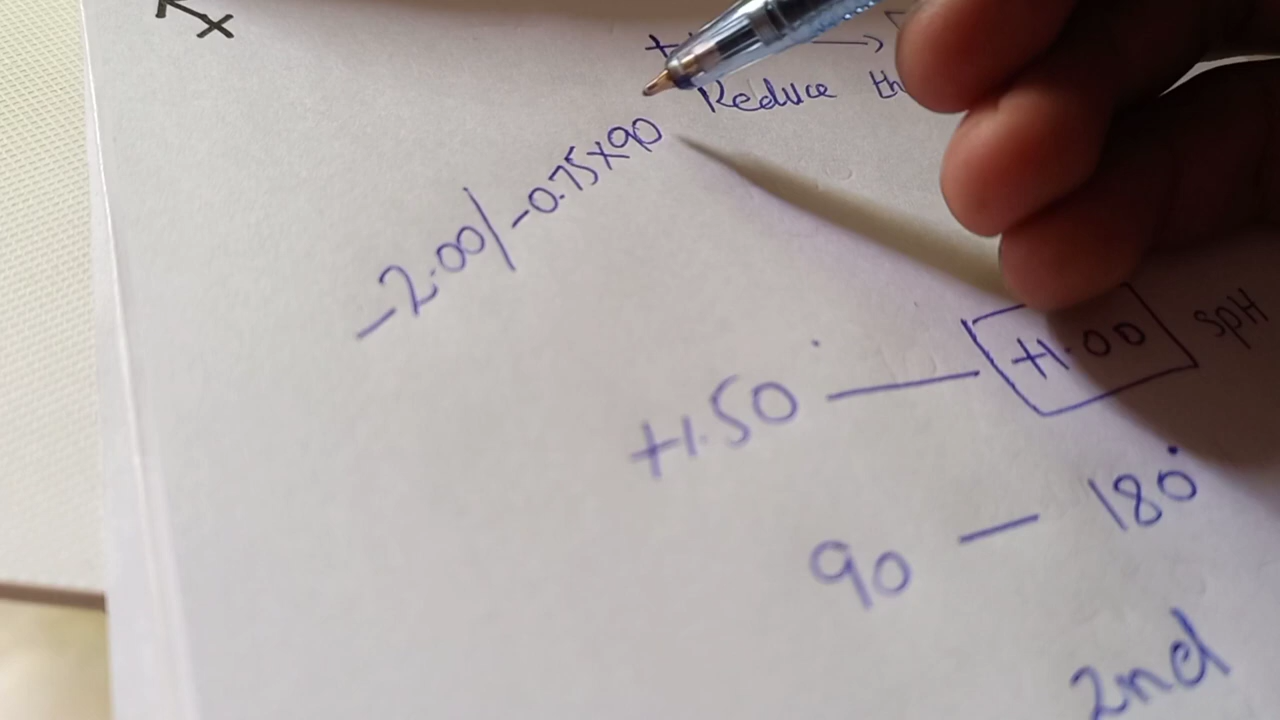 x
Reduce
-2.00/-0.75x90
+1.50 — +1.00 SpH
90 — 180°
2nd